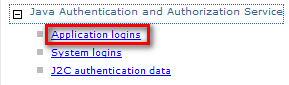 Java Authentication and Authorization Service
Application logins
System logins
J2C authentication data